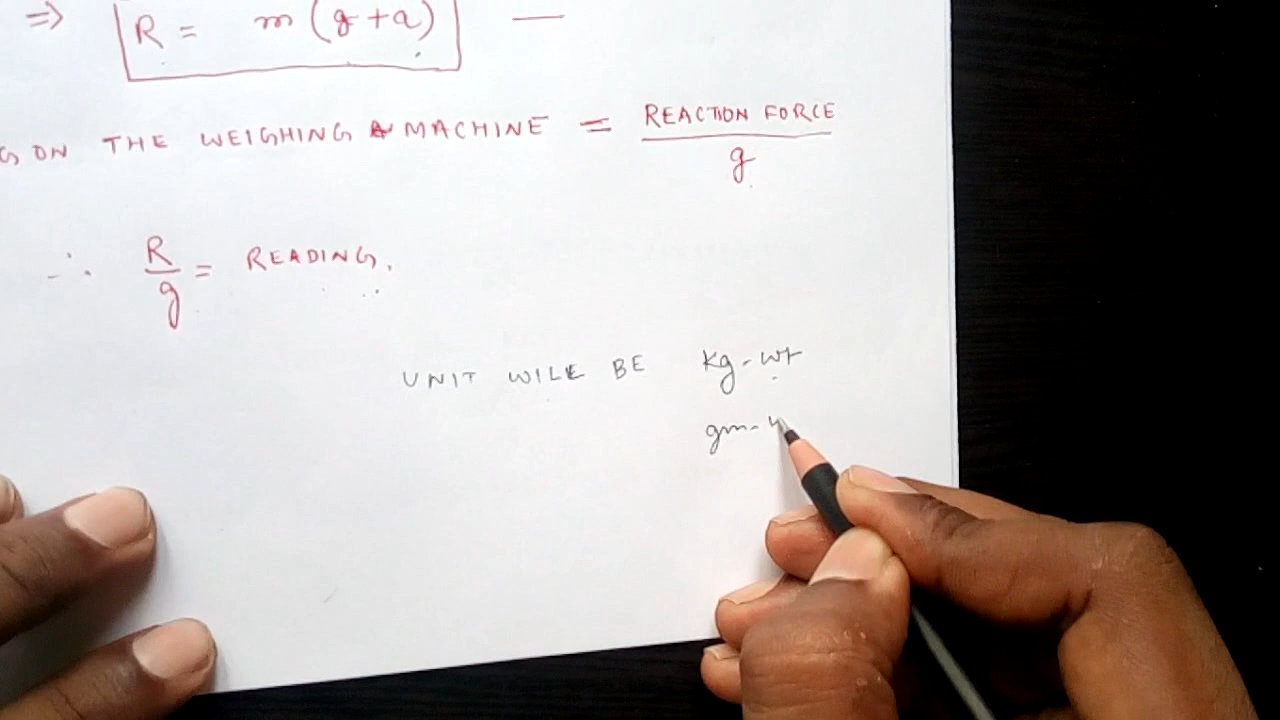 ⇒ R = m (g + a) —
G ON THE WEIGHING MACHINE = REACTION FORCE / g
∴ R / g = READING.
UNIT WILL BE kg-wt
gm-w